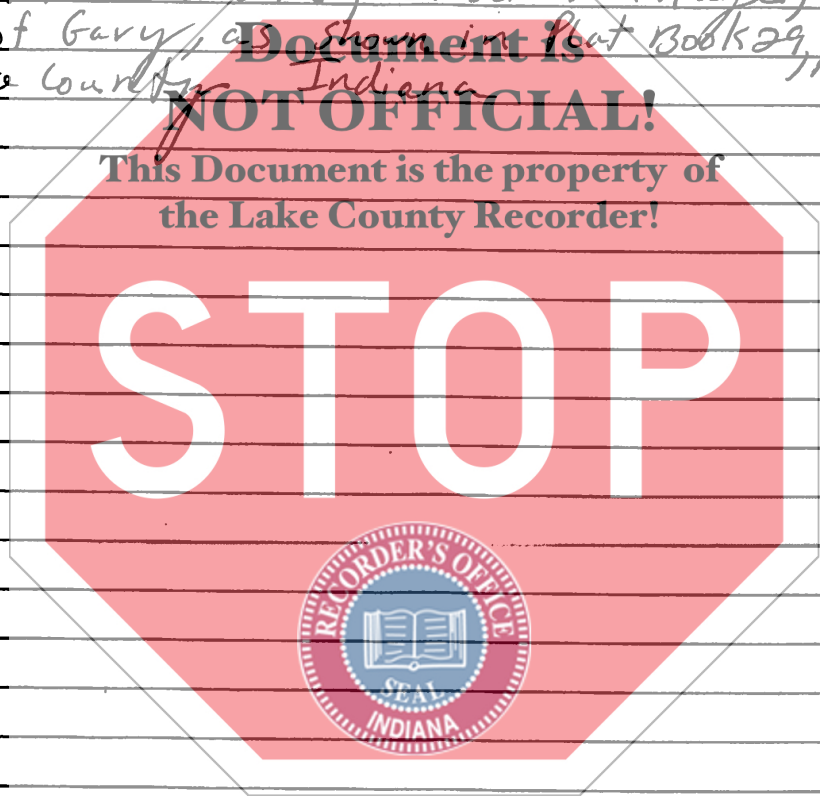 of Gary, as shown in Plat Book 29,
County Indiana
Document is
NOT OFFICIAL!
This Document is the property of
the Lake County Recorder!
STOP
RECORDER'S OFFICE
SEAL
INDIANA